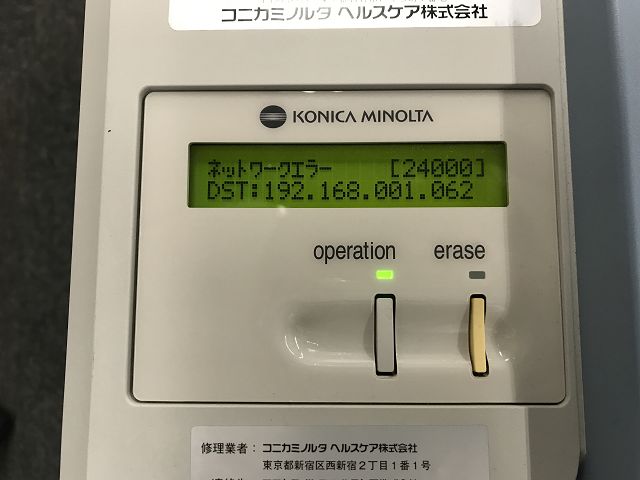 コニカミノルタ ヘルスケア株式会社
KONICA MINOLTA
ネットワークエラー [24000]
DST:192.168.001.062
operation erase
修理業者: コニカミノルタ ヘルスケア株式会社
東京都新宿区西新宿2丁目1番1号